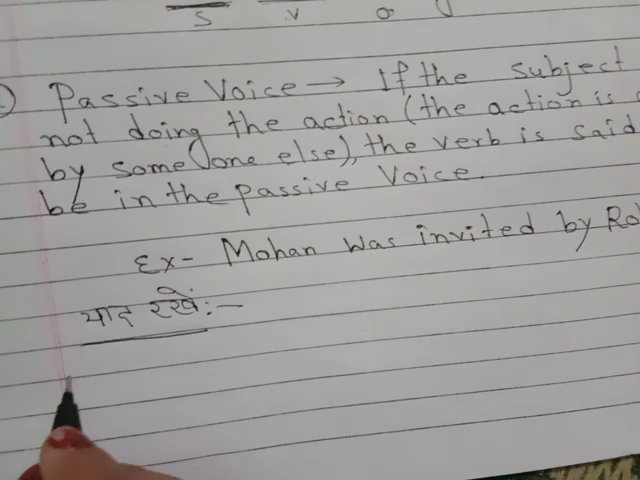 S V O
Passive Voice → If the subject
not doing the action (the action is
by some one else), the verb is said
be in the passive Voice.
Ex- Mohan was invited by
याद रखें:-